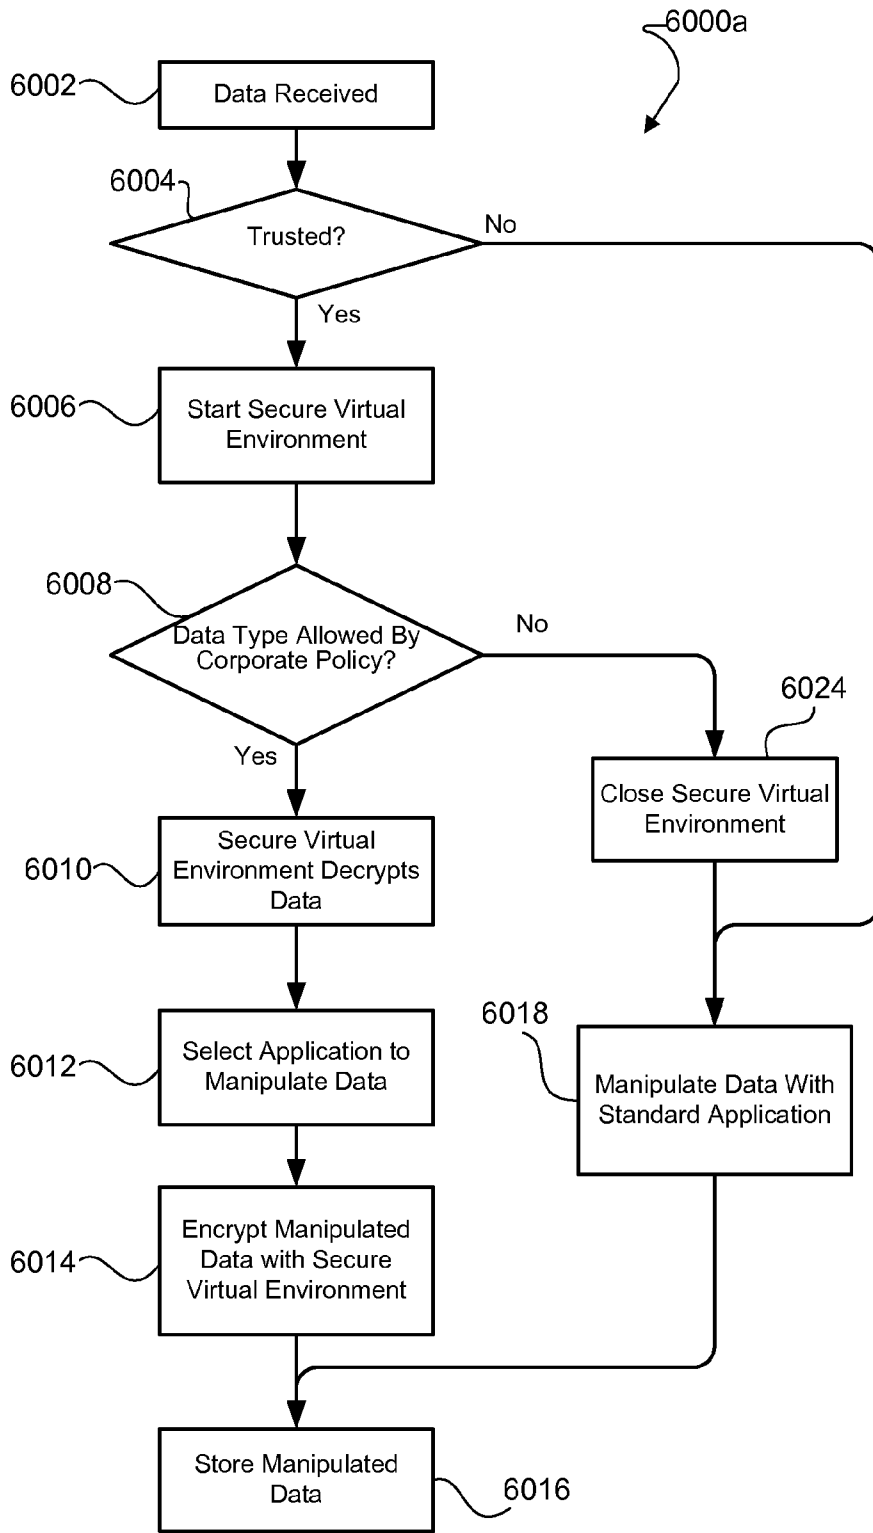 6000a
6002
Data Received
6004
Trusted?
No
Yes
6006
Start Secure Virtual
Environment
6008
Data Type Allowed By
Corporate Policy?
No
Yes
6024
Close Secure Virtual
Environment
6010
Secure Virtual
Environment Decrypts
Data
6012
Select Application to
Manipulate Data
6018
Manipulate Data With
Standard Application
6014
Encrypt Manipulated
Data with Secure
Virtual Environment
Store Manipulated
Data
6016